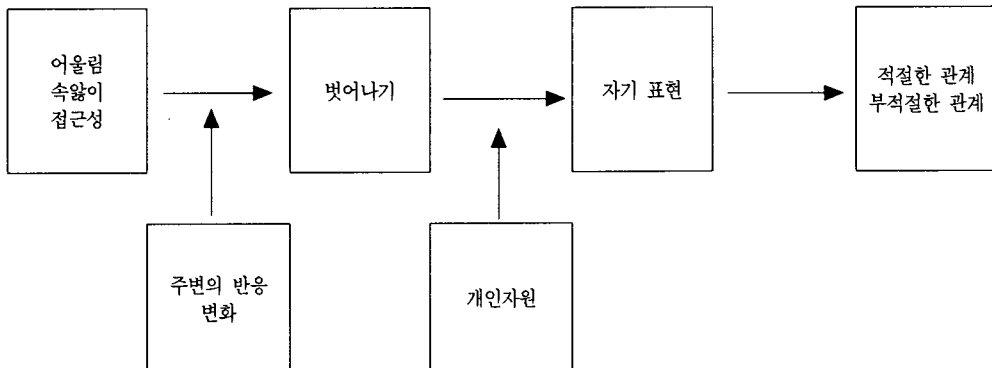 어울림
속앓이
접근성
벗어나기
자기 표현
적절한 관계
부적절한 관계
주변의 반응
변화
개인자원